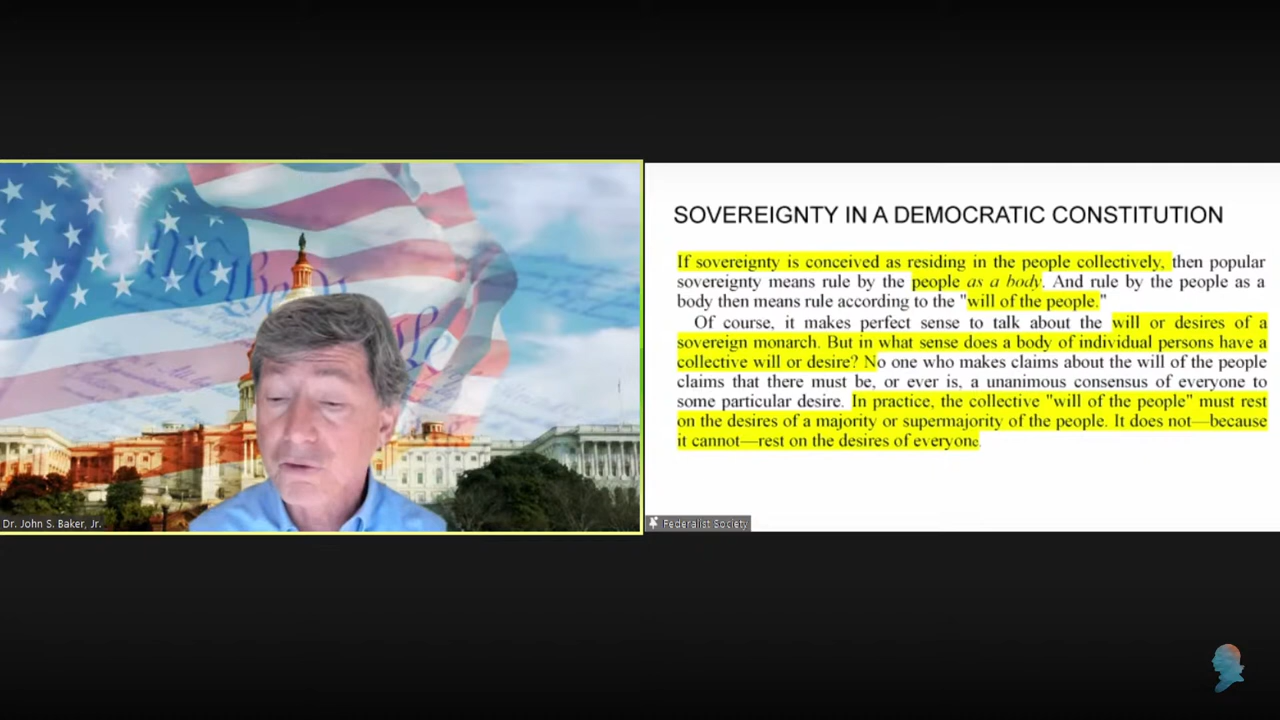 We the
Dr. John S. Baker, Jr.
SOVEREIGNTY IN A DEMOCRATIC CONSTITUTION
If sovereignty is conceived as residing in the people collectively, then popular
sovereignty means rule by the people as a body. And rule by the people as a
body then means rule according to the "will of the people."
Of course, it makes perfect sense to talk about the will or desires of a
sovereign monarch. But in what sense does a body of individual persons have a
collective will or desire? No one who makes claims about the will of the people
claims that there must be, or ever is, a unanimous consensus of everyone to
some particular desire. In practice, the collective "will of the people" must rest
on the desires of a majority or supermajority of the people. It does not—because
it cannot—rest on the desires of everyone.
Federalist Society